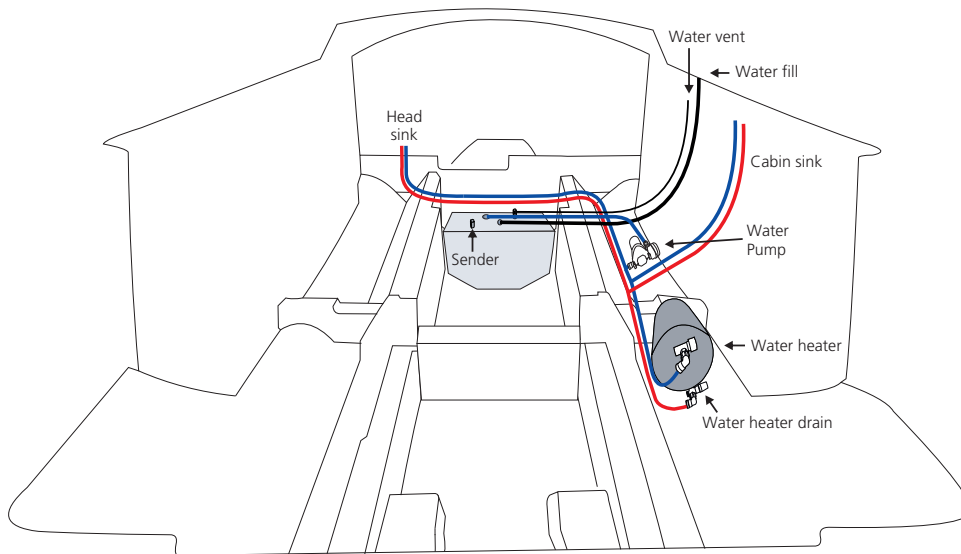 Water vent
Water fill
Head
sink
Cabin sink
Water
Pump
Sender
Water heater
Water heater drain